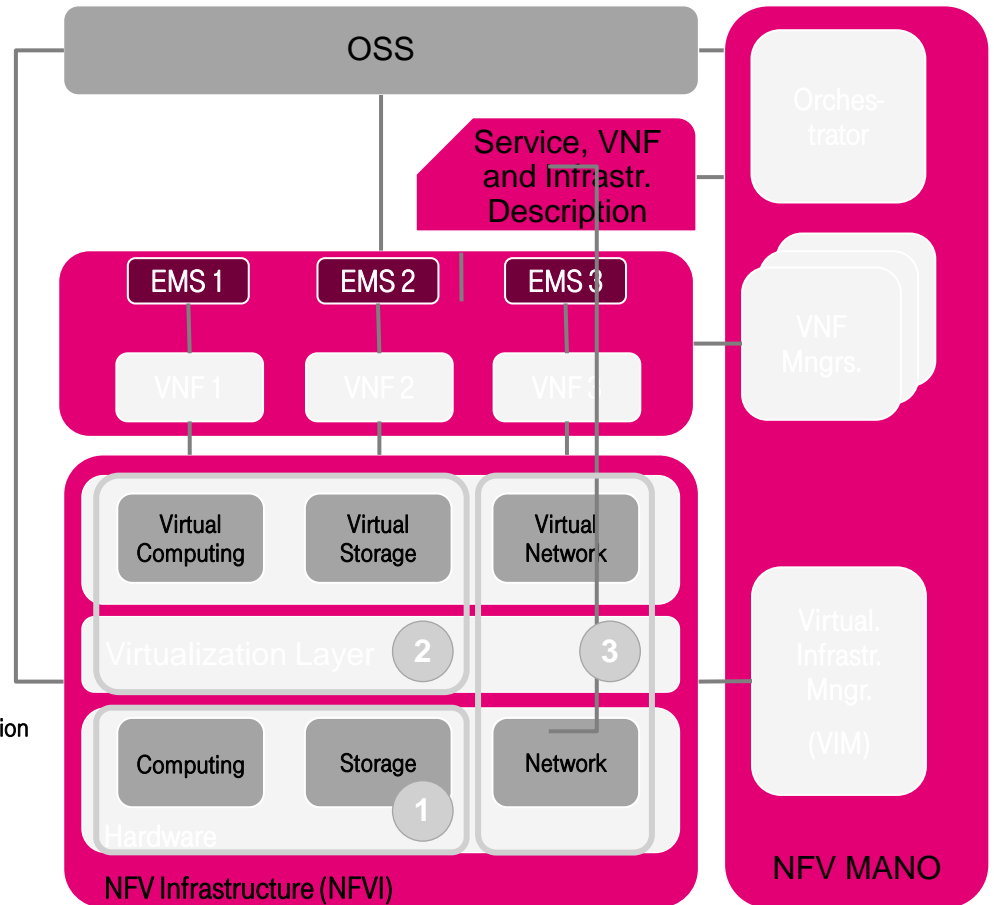 OSS
Orches-
trator
Service, VNF
and Infrastr.
Description
EMS 1
EMS 2
EMS 3
VNF
Mngrs.
VNF 1
VNF 2
VNF 3
Virtual
Computing
Virtual
Storage
Virtual
Network
Virtualization Layer
2
3
Virtual.
Infrastr.
Mngr.
(VIM)
ion
Computing
Storage
Network
1
Hardware
NFV Infrastructure (NFVI)
NFV MANO